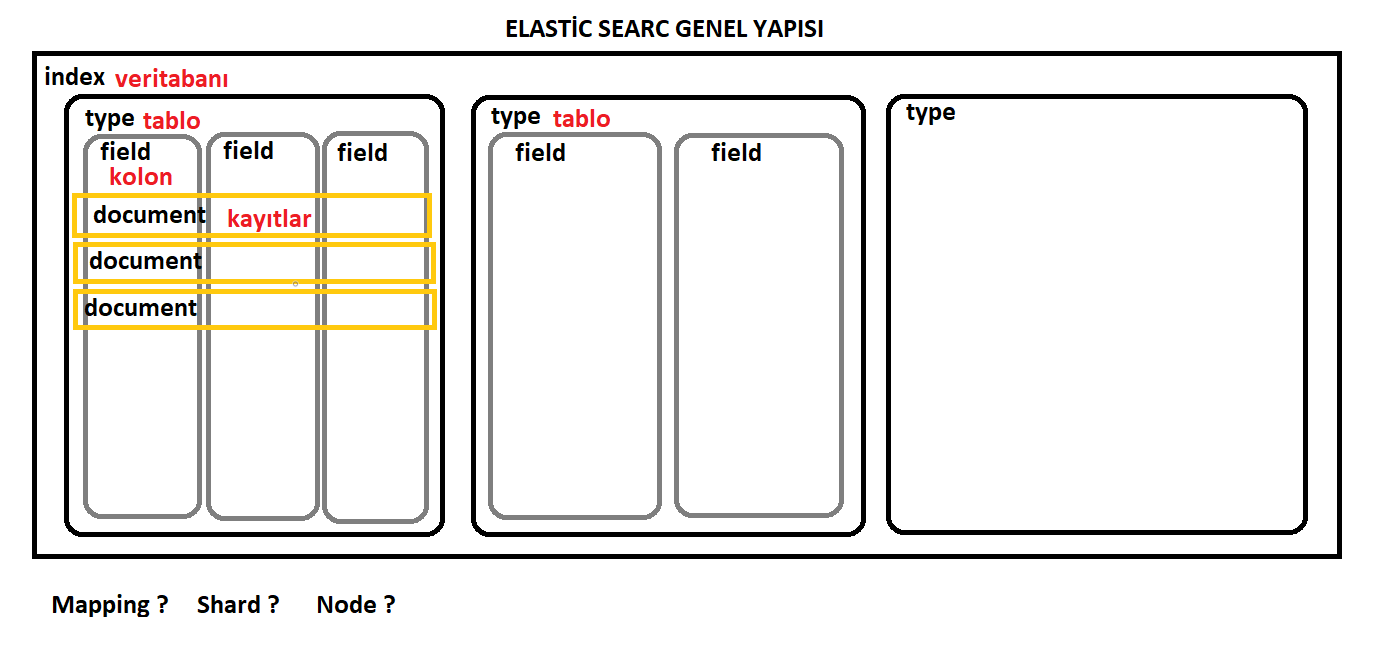 ELASTİC SEARC GENEL YAPISI
index veritabanı
type tablo
field field field
kolon
document kayıtlar
document
document
type tablo
field field
type
Mapping ? Shard ? Node ?